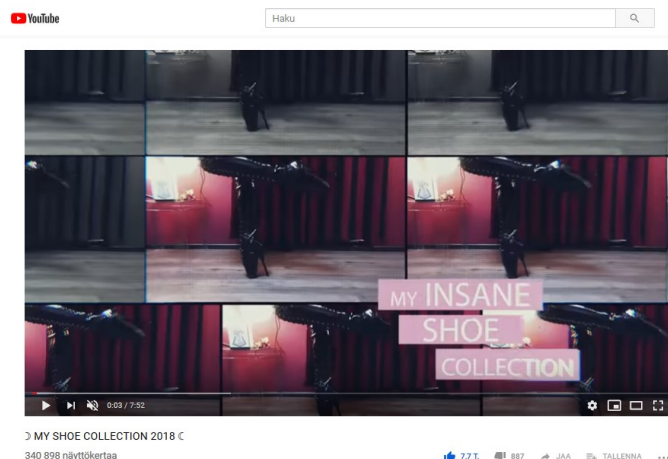 YouTube
Haku
MY INSANE
SHOE
COLLECTION
0:03 / 7:52
☽ MY SHOE COLLECTION 2018 ☾
340 898 näyttökertaa
7,7 T.
887
JAA
TALLENNA